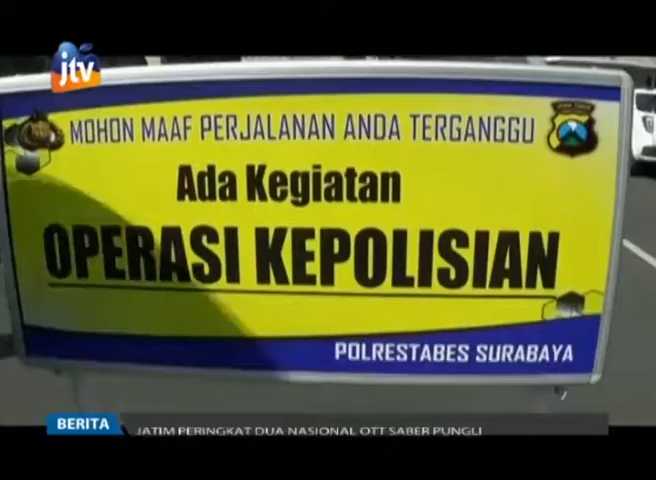 jtv
MOHON MAAF PERJALANAN ANDA TERGANGGU
Ada Kegiatan
OPERASI KEPOLISIAN
POLRESTABES SURABAYA
BERITA
JATIM PERINGKAT DUA NASIONAL OTT SABER PUNGLI